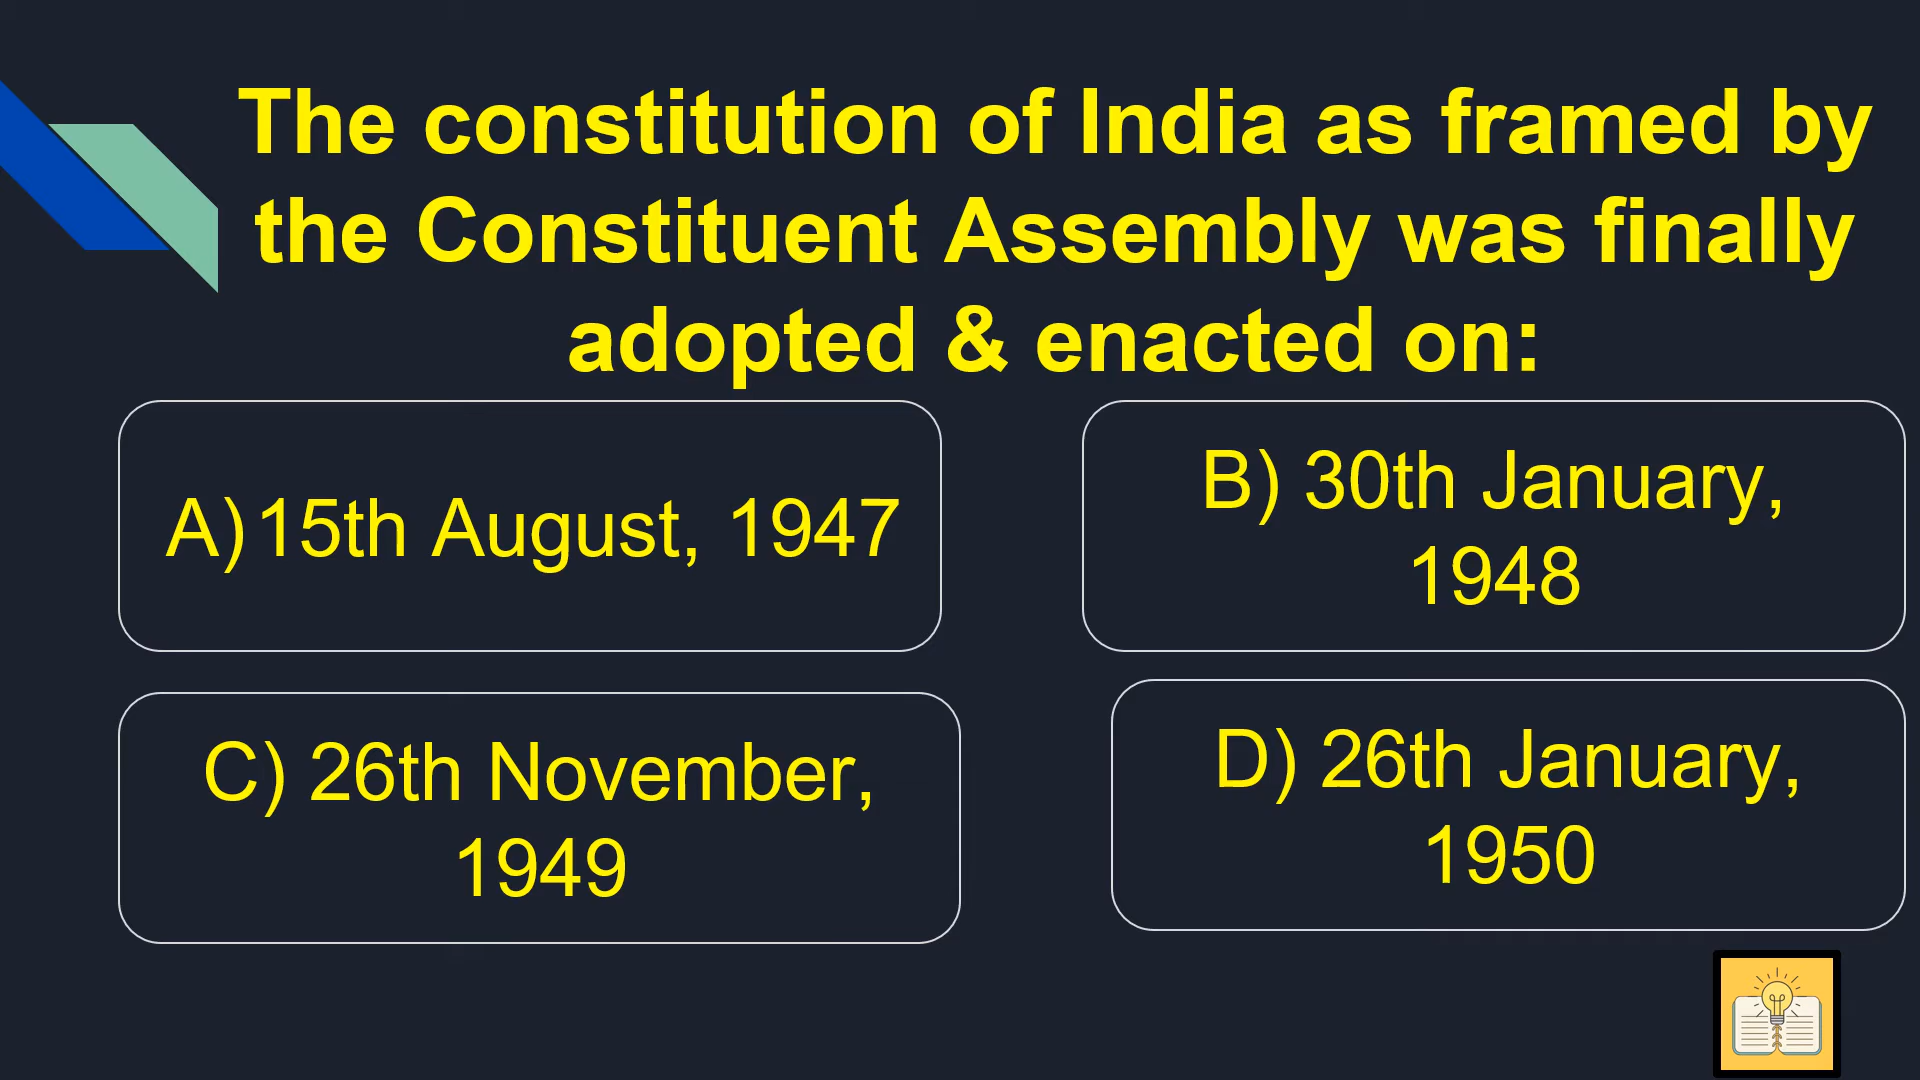 The constitution of India as framed by
the Constituent Assembly was finally
adopted & enacted on:
A) 15th August, 1947
B) 30th January,
1948
C) 26th November,
1949
D) 26th January,
1950